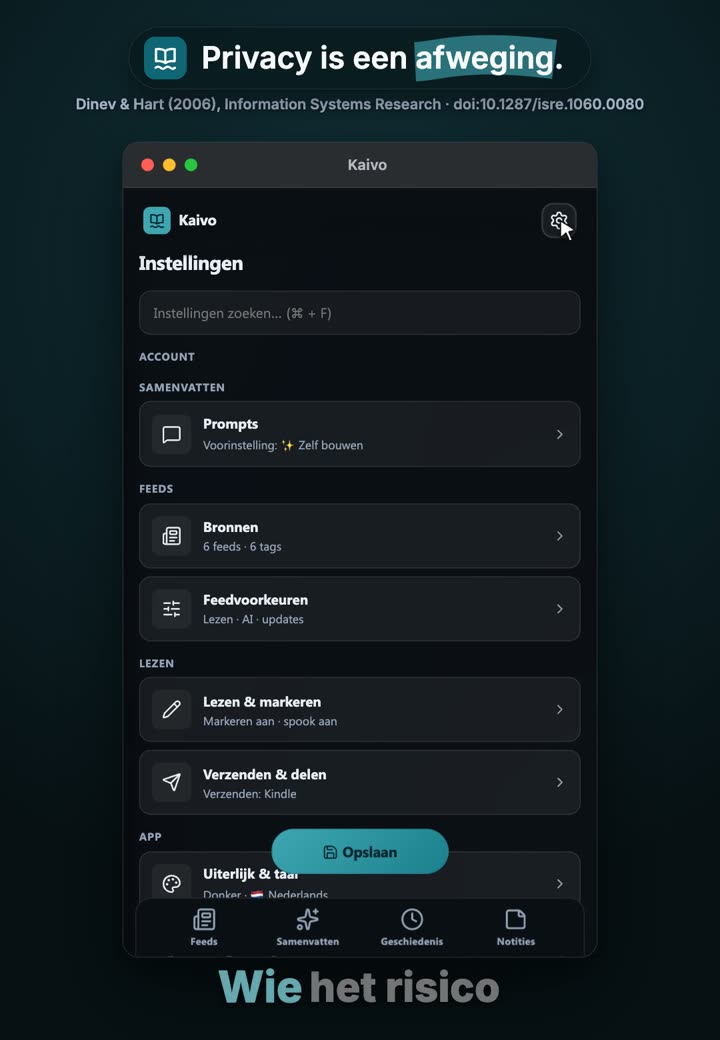 Privacy is een afweging.
Dinev & Hart (2006), Information Systems Research · doi:10.1287/isre.1060.0080
Kaivo
Kaivo
Instellingen
Instellingen zoeken... (⌘ + F)
ACCOUNT
SAMENVATTEN
Prompts
Voorinstelling: ✨ Zelf bouwen
FEEDS
Bronnen
6 feeds · 6 tags
Feedvoorkeuren
Lezen · AI · updates
LEZEN
Lezen & markeren
Markeren aan · spook aan
Verzenden & delen
Verzenden: Kindle
APP
Opslaan
Uiterlijk & taal
Donker · 🇳🇱 Nederlands
Feeds
Samenvatten
Geschiedenis
Notities
Wie het risico